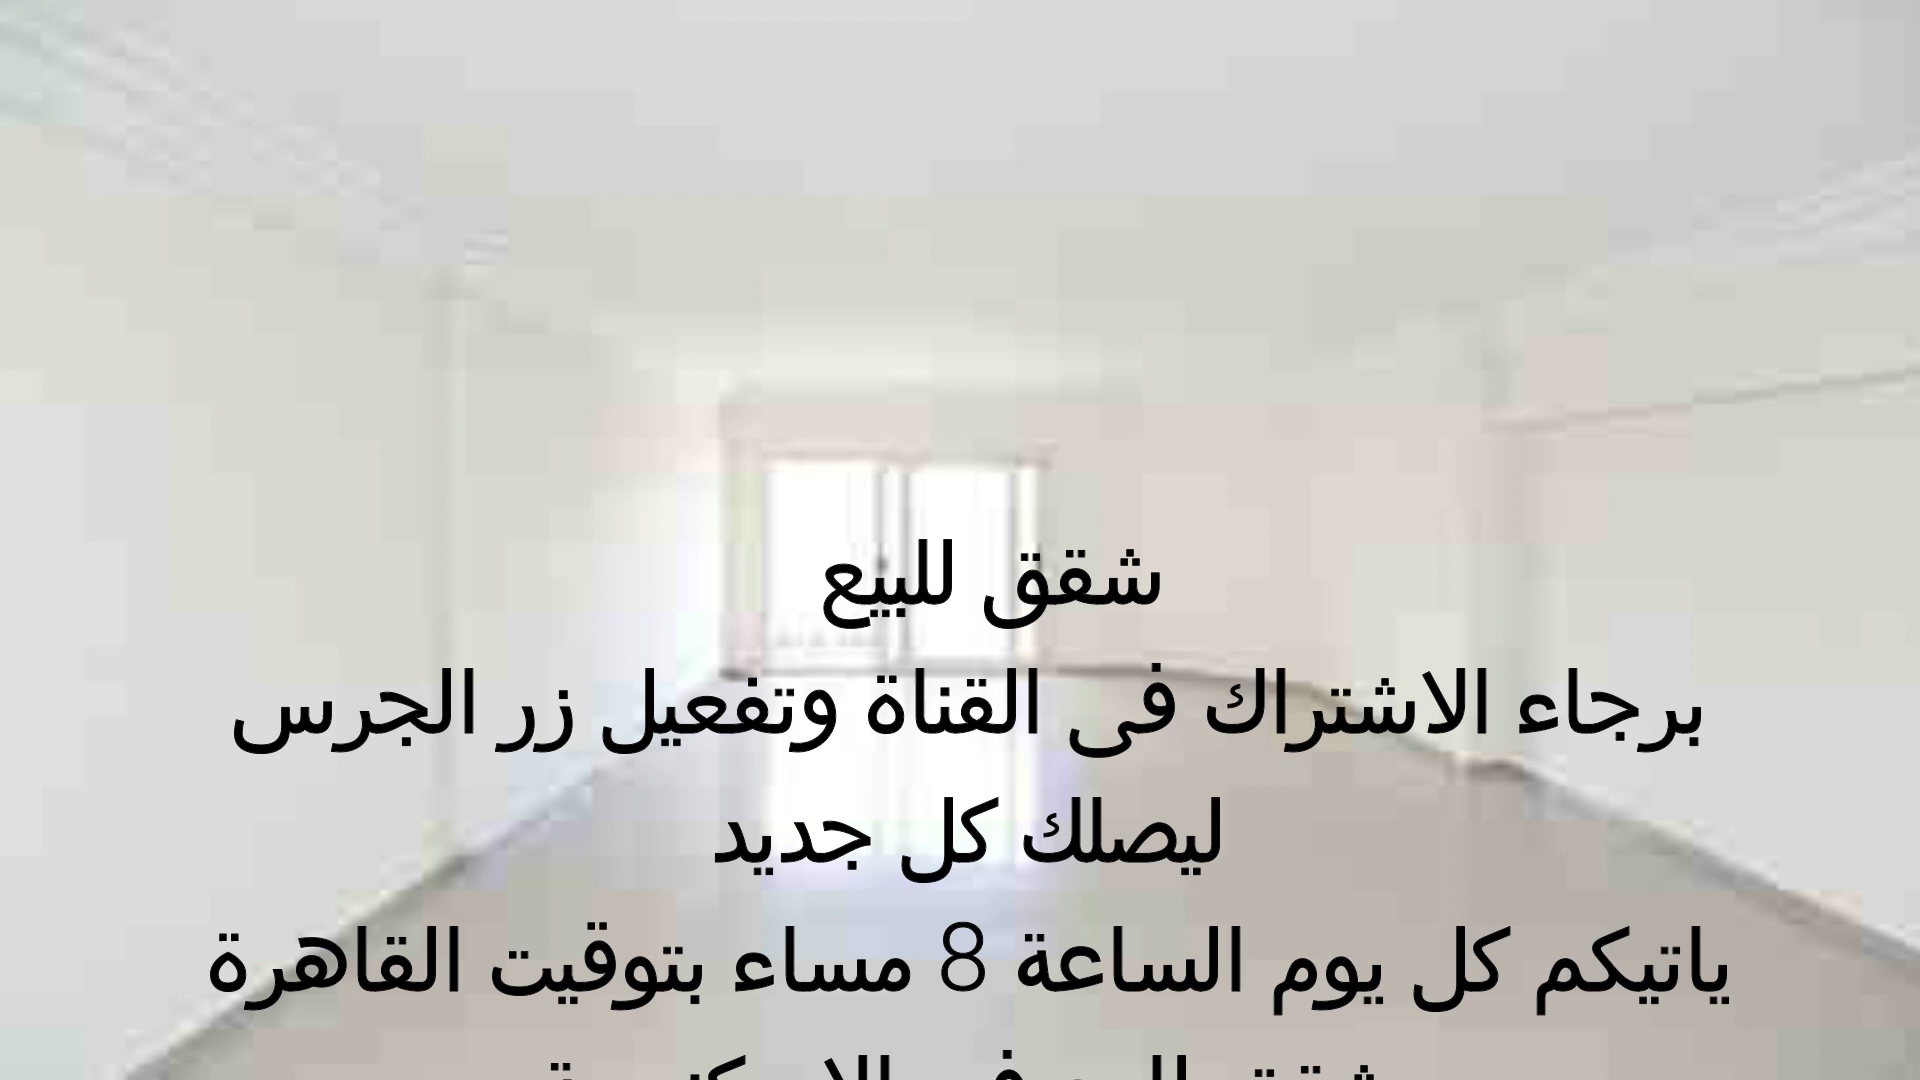 شقق للبيع
برجاء الاشتراك فى القناة وتفعيل زر الجرس
ليصلك كل جديد
ياتيكم كل يوم الساعة 8 مساء بتوقيت القاهرة